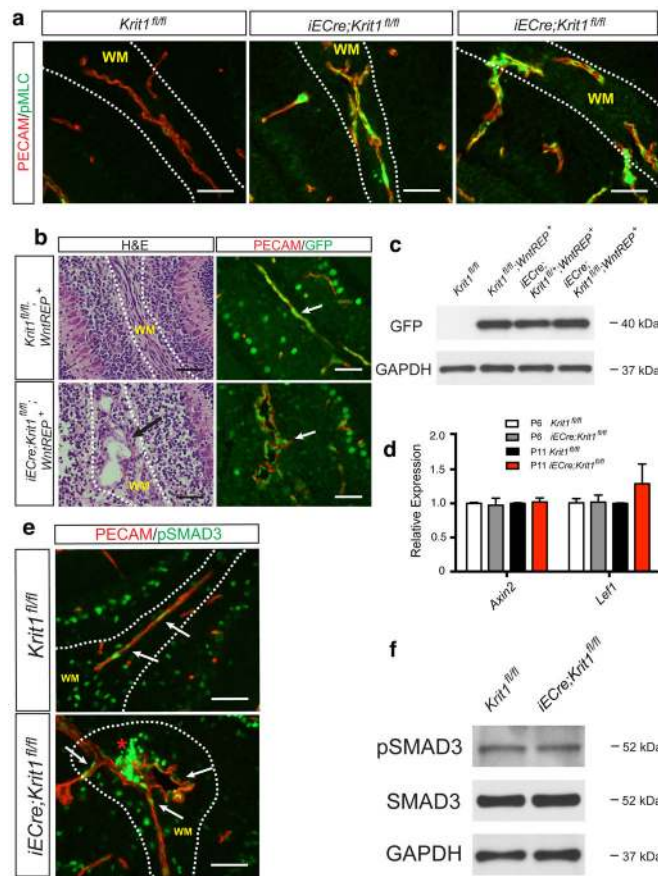 a
Krit1 fl/fl
iECre;Krit1 fl/fl
iECre;Krit1 fl/fl
PECAM/pMLC
WM
WM
WM
b
H&E
PECAM/GFP
Krit1 fl/fl;
WntREP +
WM
iECre;Krit1 fl/fl;
WntREP +
WM
c
Krit1 fl/fl
Krit1 fl/fl; WntREP +
iECre;
Krit1 fl/+; WntREP +
iECre;
Krit1 fl/fl; WntREP +
GFP
40 kDa
GAPDH
37 kDa
d
P6 Krit1 fl/fl
P6 iECre;Krit1 fl/fl
P11 Krit1 fl/fl
P11 iECre;Krit1 fl/fl
Relative Expression
2.0
1.5
1.0
0.5
0.0
Axin2
Lef1
e
PECAM/pSMAD3
Krit1 fl/fl
WM
iECre;Krit1 fl/fl
*
WM
f
Krit1 fl/fl
iECre;Krit1 fl/fl
pSMAD3
52 kDa
SMAD3
52 kDa
GAPDH
37 kDa